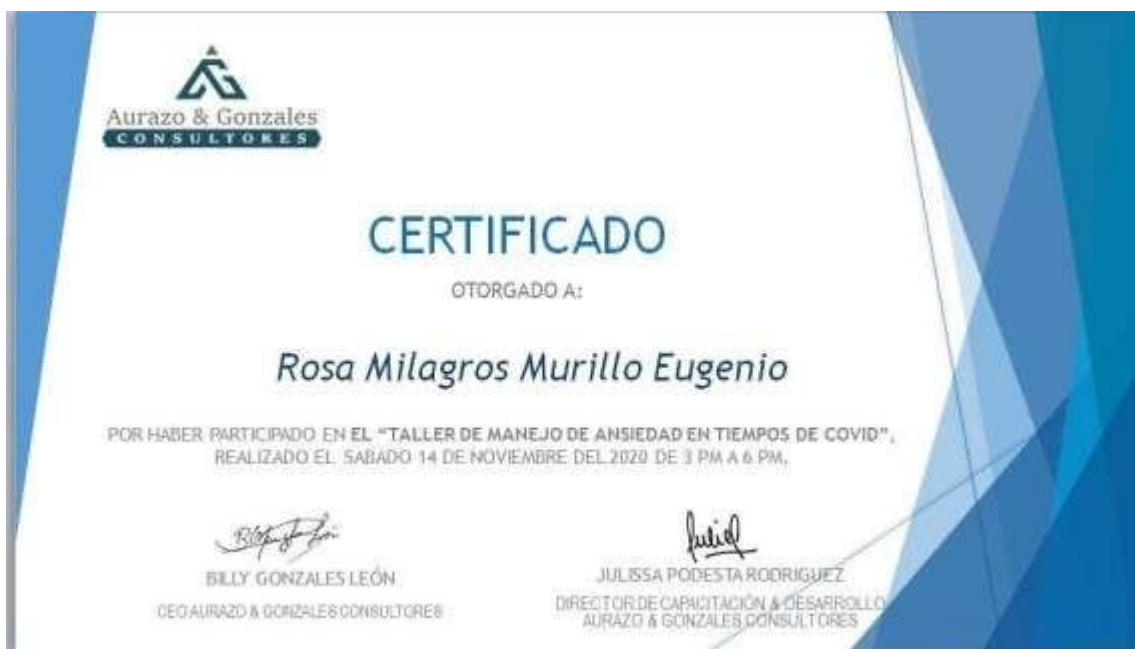 Aurazo & Gonzales
CONSULTORES
CERTIFICADO
OTORGADO A:
Rosa Milagros Murillo Eugenio
POR HABER PARTICIPADO EN EL “TALLER DE MANEJO DE ANSIEDAD EN TIEMPOS DE COVID”,
REALIZADO EL SABADO 14 DE NOVIEMBRE DEL 2020 DE 3 PM A 6 PM.
BILLY GONZALES LEÓN
CEO AURAZO & GONZALES CONSULTORES
JULISSA PODESTA RODRIGUEZ
DIRECTOR DE CAPACITACIÓN & DESARROLLO
AURAZO & GONZALES CONSULTORES